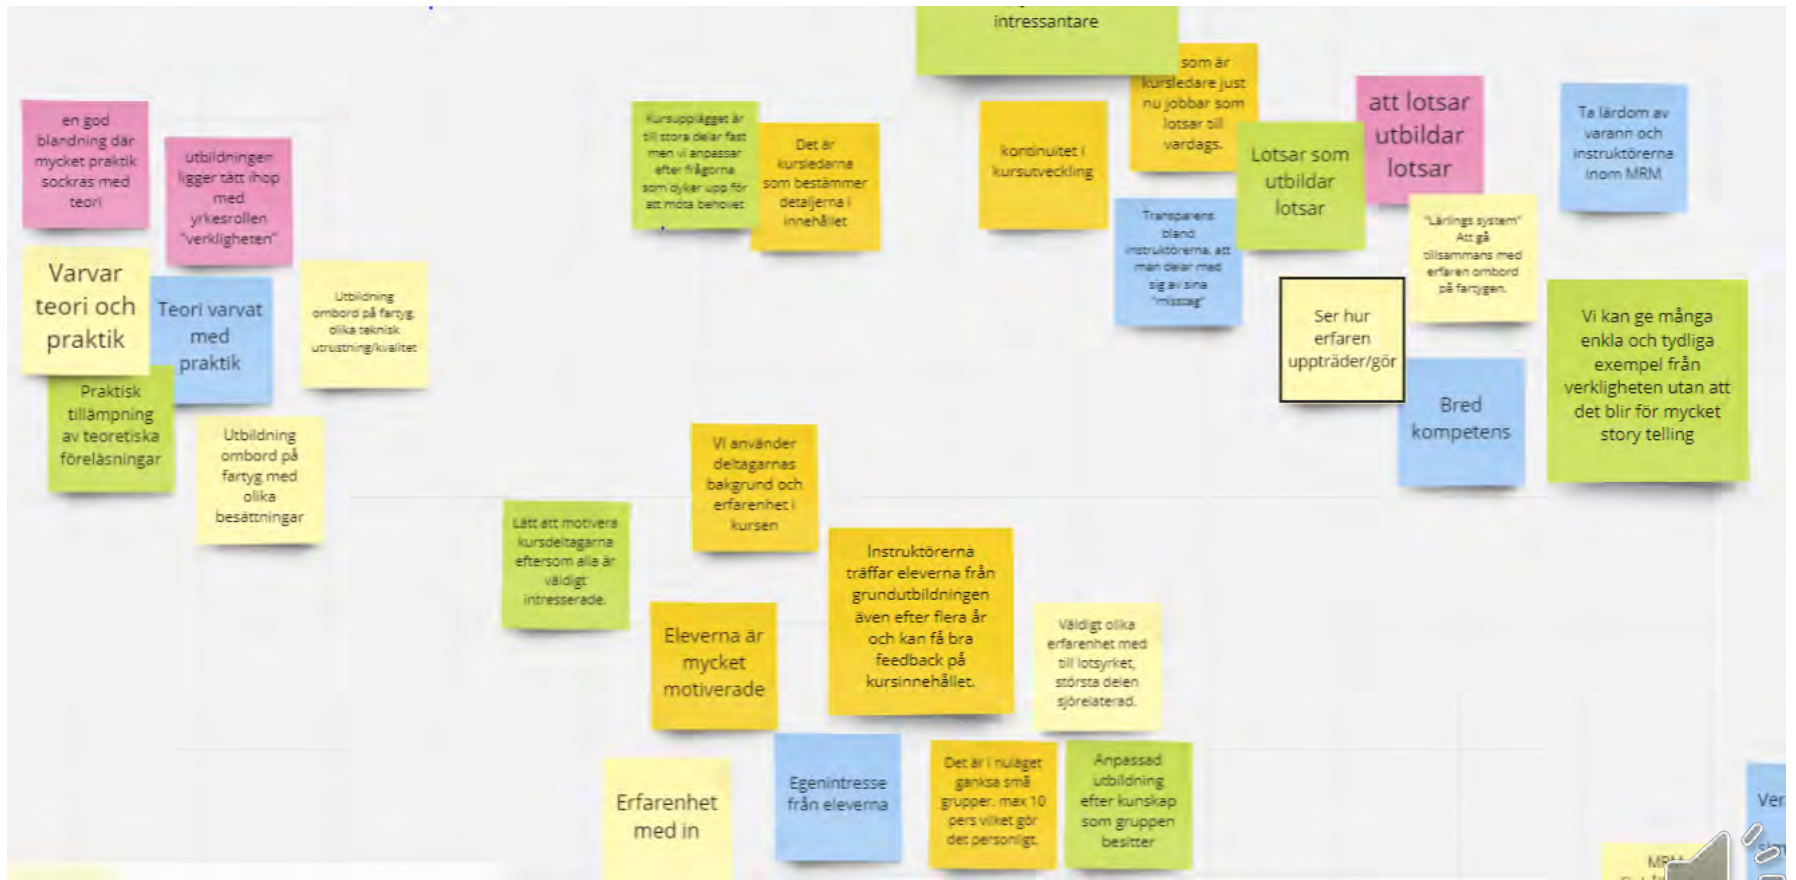 intressantare
som är
kursledare just
nu jobbar som
lotsar till
vardags.
kontinuitet i
kursutveckling
Lotsar som
utbildar
lotsar
att lotsar
utbildar
lotsar
Ta lärdom av
varann och
instruktörerna
inom MRM
Transparens
bland
instruktörerna, att
man delar med
sig av sina
"misstag"
"Lärlings system"
Att gå
tillsammans med
erfaren ombord
på fartygen.
Ser hur
erfaren
uppträder/gör
Bred
kompetens
Vi kan ge många
enkla och tydliga
exempel från
verkligheten utan att
det blir för mycket
story telling
en god
blandning där
mycket praktik
sockras med
teori
utbildningen
ligger tätt ihop
med
yrkesrollen
"verkligheten"
Varvar
teori och
praktik
Teori varvat
med
praktik
Utbildning
ombord på fartyg,
olika teknisk
utrustning/kvalitet
Praktisk
tillämpning
av teoretiska
föreläsningar
Utbildning
ombord på
fartyg med
olika
besättningar
Kursupplägget är
till stora delar fast
men vi anpassar
efter frågorna
som dyker upp för
att möta behovet
Det är
kursledarna
som bestämmer
detaljerna i
innehållet
Vi använder
deltagarnas
bakgrund och
erfarenhet i
kursen
Lätt att motivera
kursdeltagarna
eftersom alla är
väldigt
intresserade.
Eleverna är
mycket
motiverade
Instruktörerna
träffar eleverna från
grundutbildningen
även efter flera år
och kan få bra
feedback på
kursinnehållet.
Väldigt olika
erfarenhet med
till lotsyrket,
största delen
sjörelaterad.
Erfarenhet
med in
Egenintresse
från eleverna
Det är i nuläget
ganksa små
grupper, max 10
pers vilket gör
det personligt.
Anpassad
utbildning
efter kunskap
som gruppen
besitter
Ver
MRM